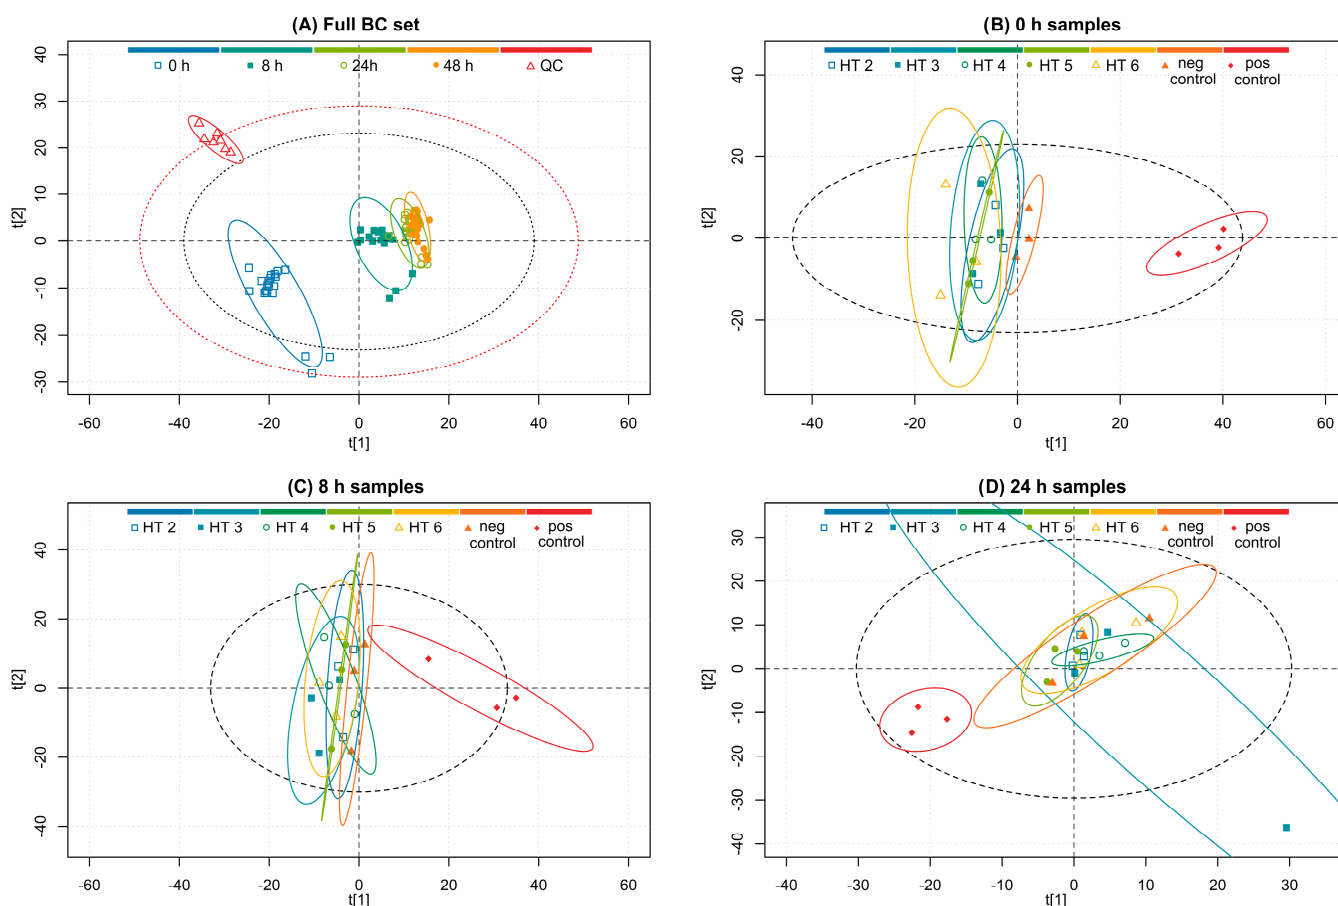 (A) Full BC set
0 h 8 h 24h 48 h QC
t[2]
40
30
20
10
0
-10
-20
-30
-60 -40 -20 0 20 40 60
t[1]
(B) 0 h samples
HT 2 HT 3 HT 4 HT 5 HT 6 neg control pos control
t[2]
40
20
0
-20
-40 -20 0 20 40 60
t[1]
(C) 8 h samples
HT 2 HT 3 HT 4 HT 5 HT 6 neg control pos control
t[2]
40
20
0
-20
-40
-60 -40 -20 0 20 40 60
t[1]
(D) 24 h samples
HT 2 HT 3 HT 4 HT 5 HT 6 neg control pos control
t[2]
30
20
10
0
-10
-20
-30
-40
-40 -30 -20 -10 0 10 20 30
t[1]